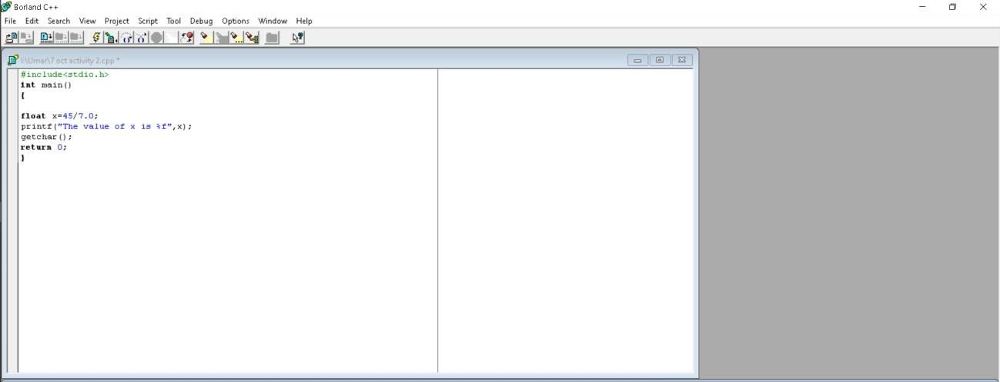 Borland C++
File Edit Search View Project Script Tool Debug Options Window Help
I:\Umar\7 oct activity 2.cpp *
#include<stdio.h>
int main()
{
float x=45/7.0;
printf("The value of x is %f",x);
getchar();
return 0;
}